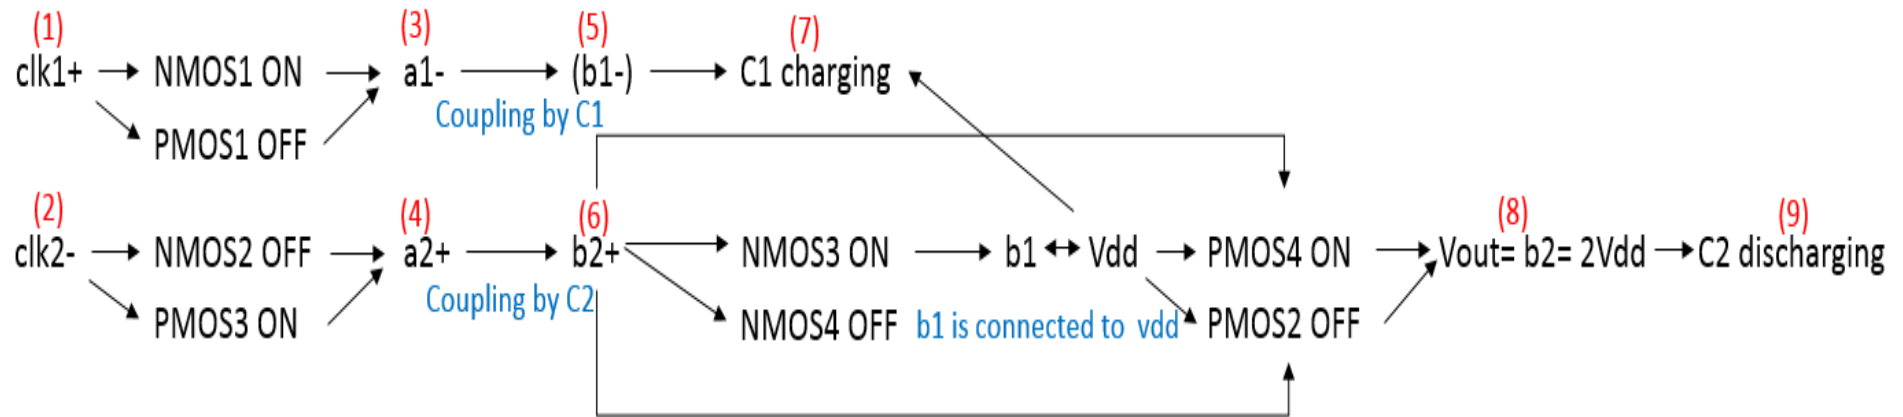 (1) (3) (5) (7)
clk1+ NMOS1 ON a1- (b1-) C1 charging
Coupling by C1
PMOS1 OFF
(2) (4) (6) (8) (9)
clk2- NMOS2 OFF a2+ b2+ NMOS3 ON b1 Vdd PMOS4 ON Vout= b2= 2Vdd C2 discharging
Coupling by C2
PMOS3 ON NMOS4 OFF b1 is connected to vdd PMOS2 OFF